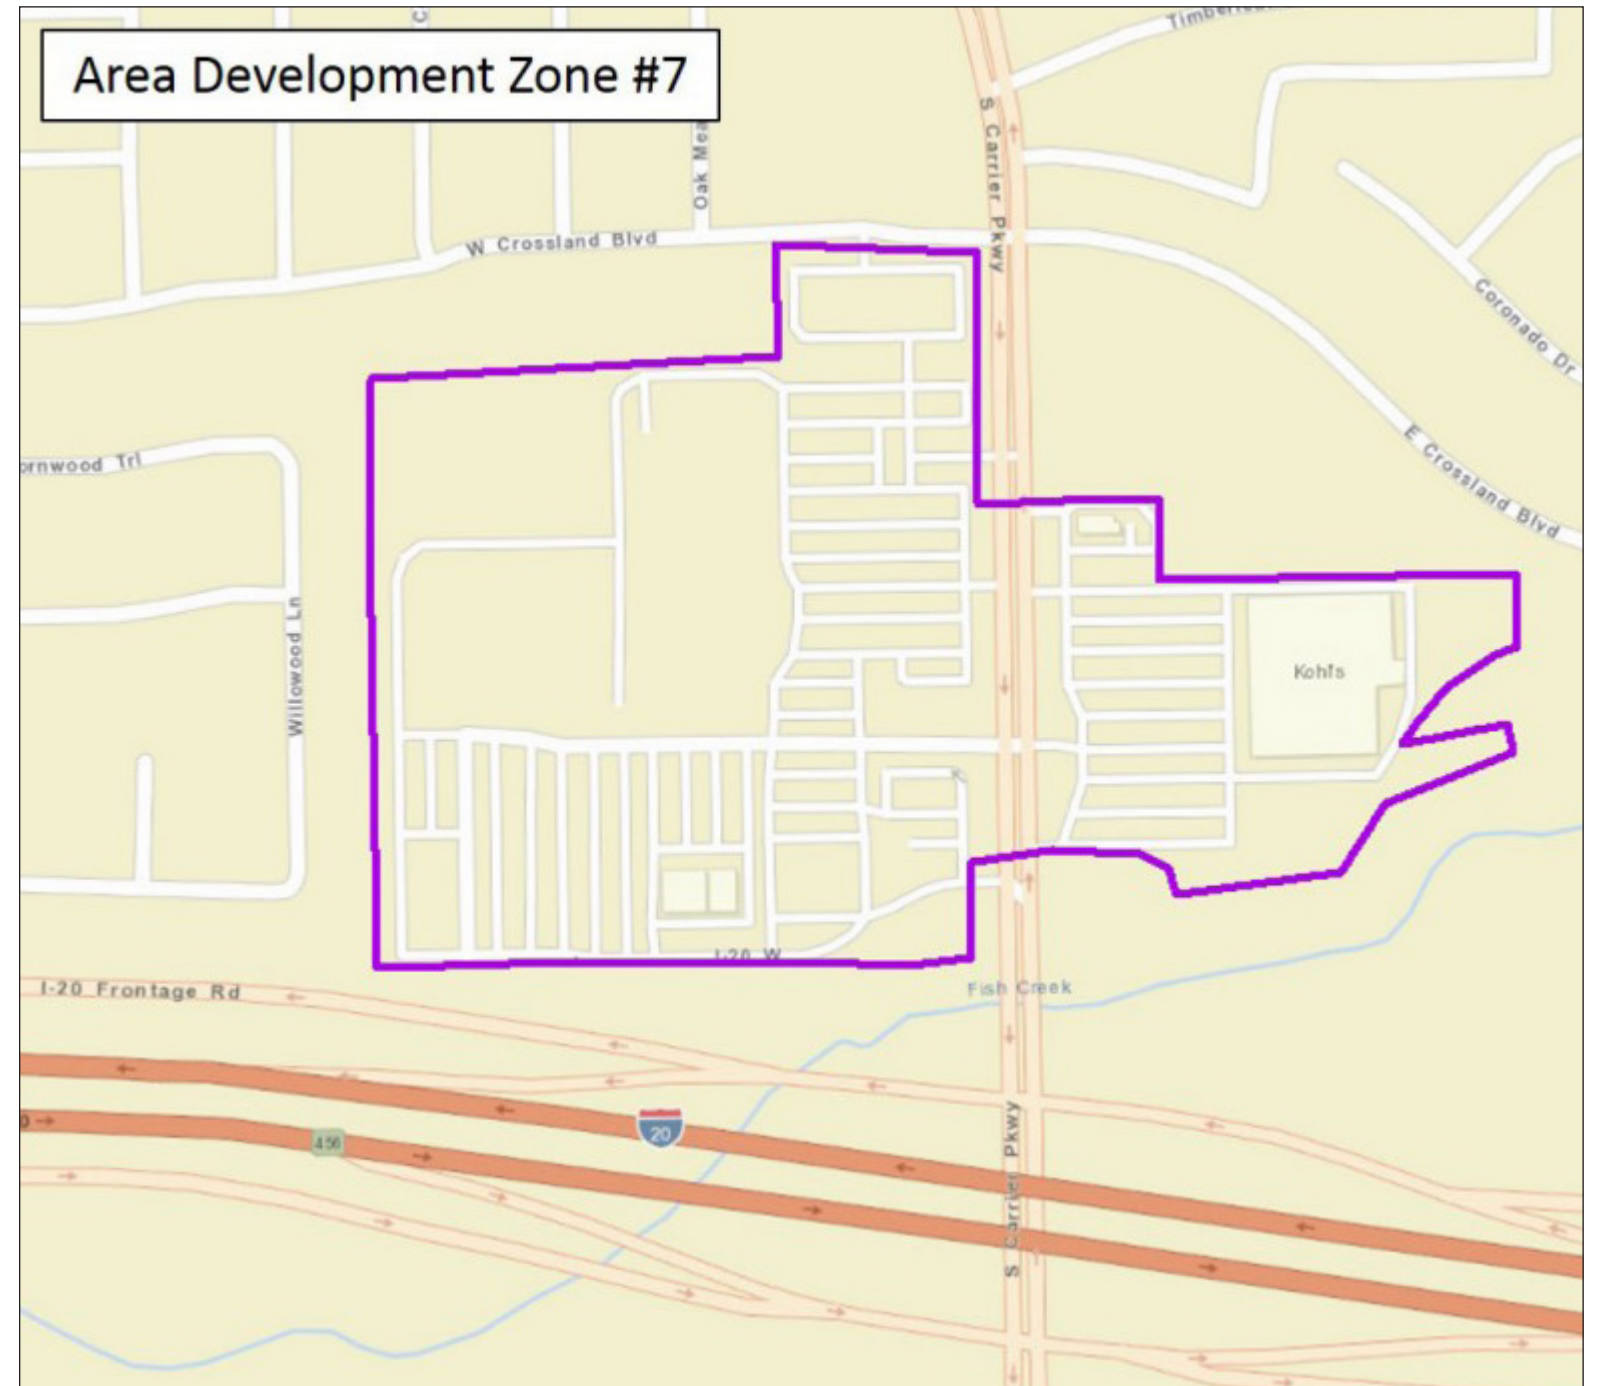 Area Development Zone #7
C
Oak Mea
S Carrier Pkwy
W Crossland Blvd
Coronado Dr
E Crossland Blvd
ornwood Trl
Willowood Ln
Kohl's
I-20 W
I-20 Frontage Rd
Fish Creek
20
456
S Carrier Pkwy